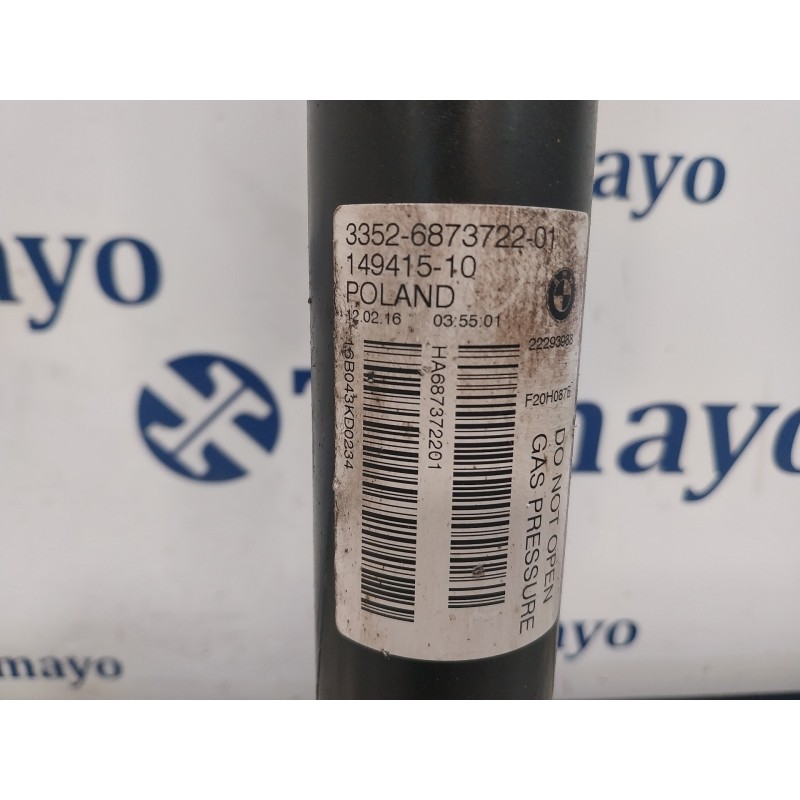 mayo
3352-6873722-01
149415-10
POLAND
12.02.16 03:55:01
22293988
16B043KD0234
HA687372201
F20H0876
DO NOT OPEN
GAS PRESSURE
mayo
mayo
mayo
mayo